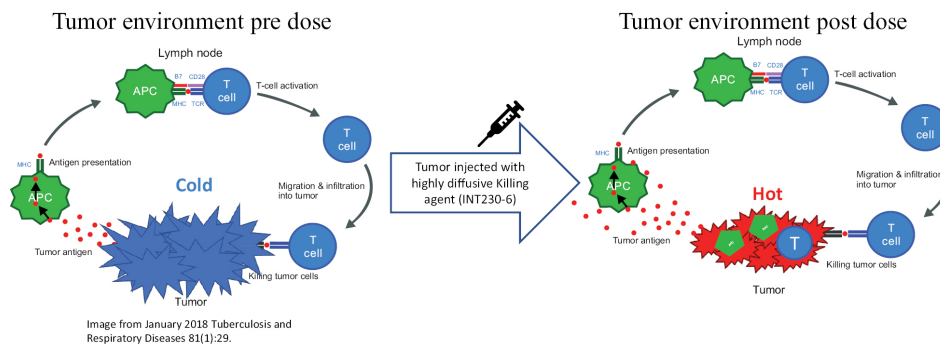 Tumor environment pre dose
Lymph node
APC
B7 CD28
MHC TCR
T
cell
T-cell activation
T
cell
Migration & infiltration
into tumor
MHC
Antigen presentation
APC
Cold
Tumor antigen
T
cell
Killing tumor cells
Tumor
Image from January 2018 Tuberculosis and
Respiratory Diseases 81(1):29.
Tumor injected with
highly diffusive Killing
agent (INT230-6)
Tumor environment post dose
Lymph node
APC
B7 CD28
MHC TCR
T
cell
T-cell activation
T
cell
Migration & infiltration
into tumor
MHC
Antigen presentation
APC
Hot
Tumor antigen
T
T
cell
Killing tumor cells
Tumor